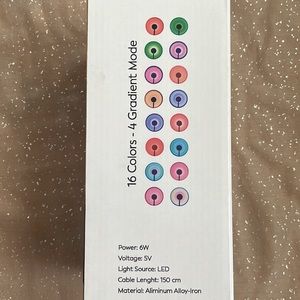 16 Colors - 4 Gradient Mode
Power: 6W
Voltage: 5V
Light Source: LED
Cable Lenght: 150 cm
Material: Aliminum Alloy-Iron